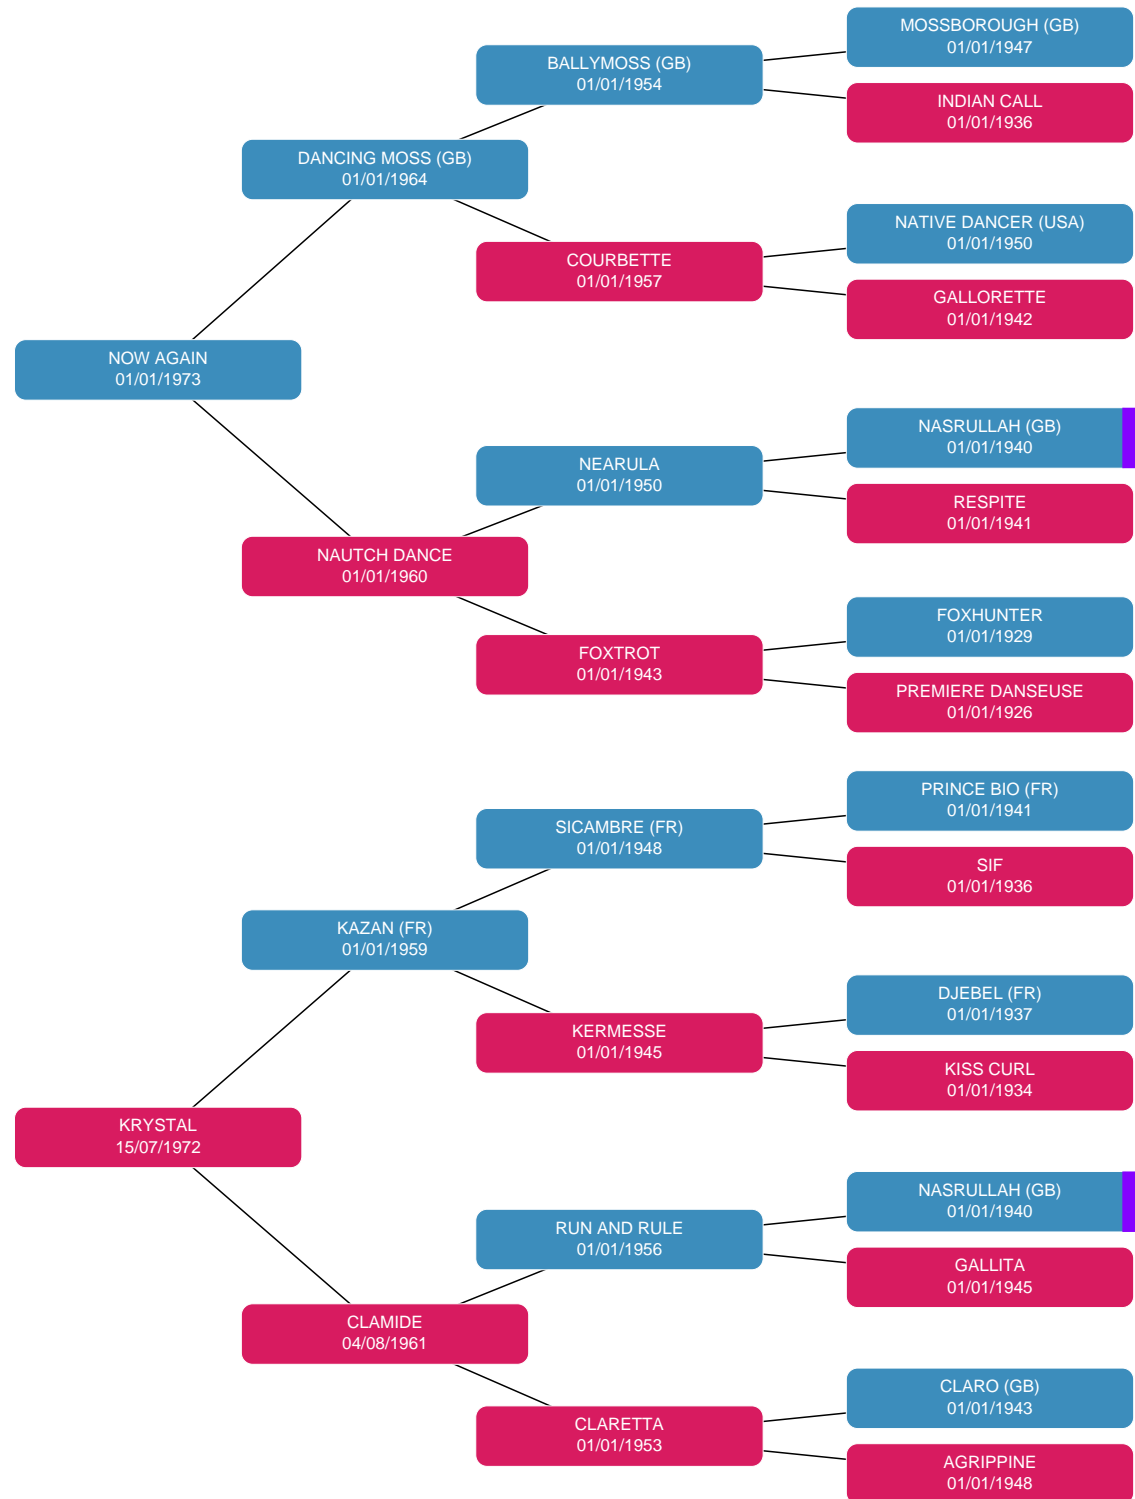 MOSSBOROUGH (GB)
01/01/1947
BALLYMOSS (GB)
01/01/1954
INDIAN CALL
01/01/1936
DANCING MOSS (GB)
01/01/1964
NATIVE DANCER (USA)
01/01/1950
COURBETTE
01/01/1957
GALLORETTE
01/01/1942
NOW AGAIN
01/01/1973
NASRULLAH (GB)
01/01/1940
NEARULA
01/01/1950
RESPITE
01/01/1941
NAUTCH DANCE
01/01/1960
FOXHUNTER
01/01/1929
FOXTROT
01/01/1943
PREMIERE DANSEUSE
01/01/1926
PRINCE BIO (FR)
01/01/1941
SICAMBRE (FR)
01/01/1948
SIF
01/01/1936
KAZAN (FR)
01/01/1959
DJEBEL (FR)
01/01/1937
KERMESSE
01/01/1945
KISS CURL
01/01/1934
KRYSTAL
15/07/1972
NASRULLAH (GB)
01/01/1940
RUN AND RULE
01/01/1956
GALLITA
01/01/1945
CLAMIDE
04/08/1961
CLARO (GB)
01/01/1943
CLARETTA
01/01/1953
AGRIPPINE
01/01/1948